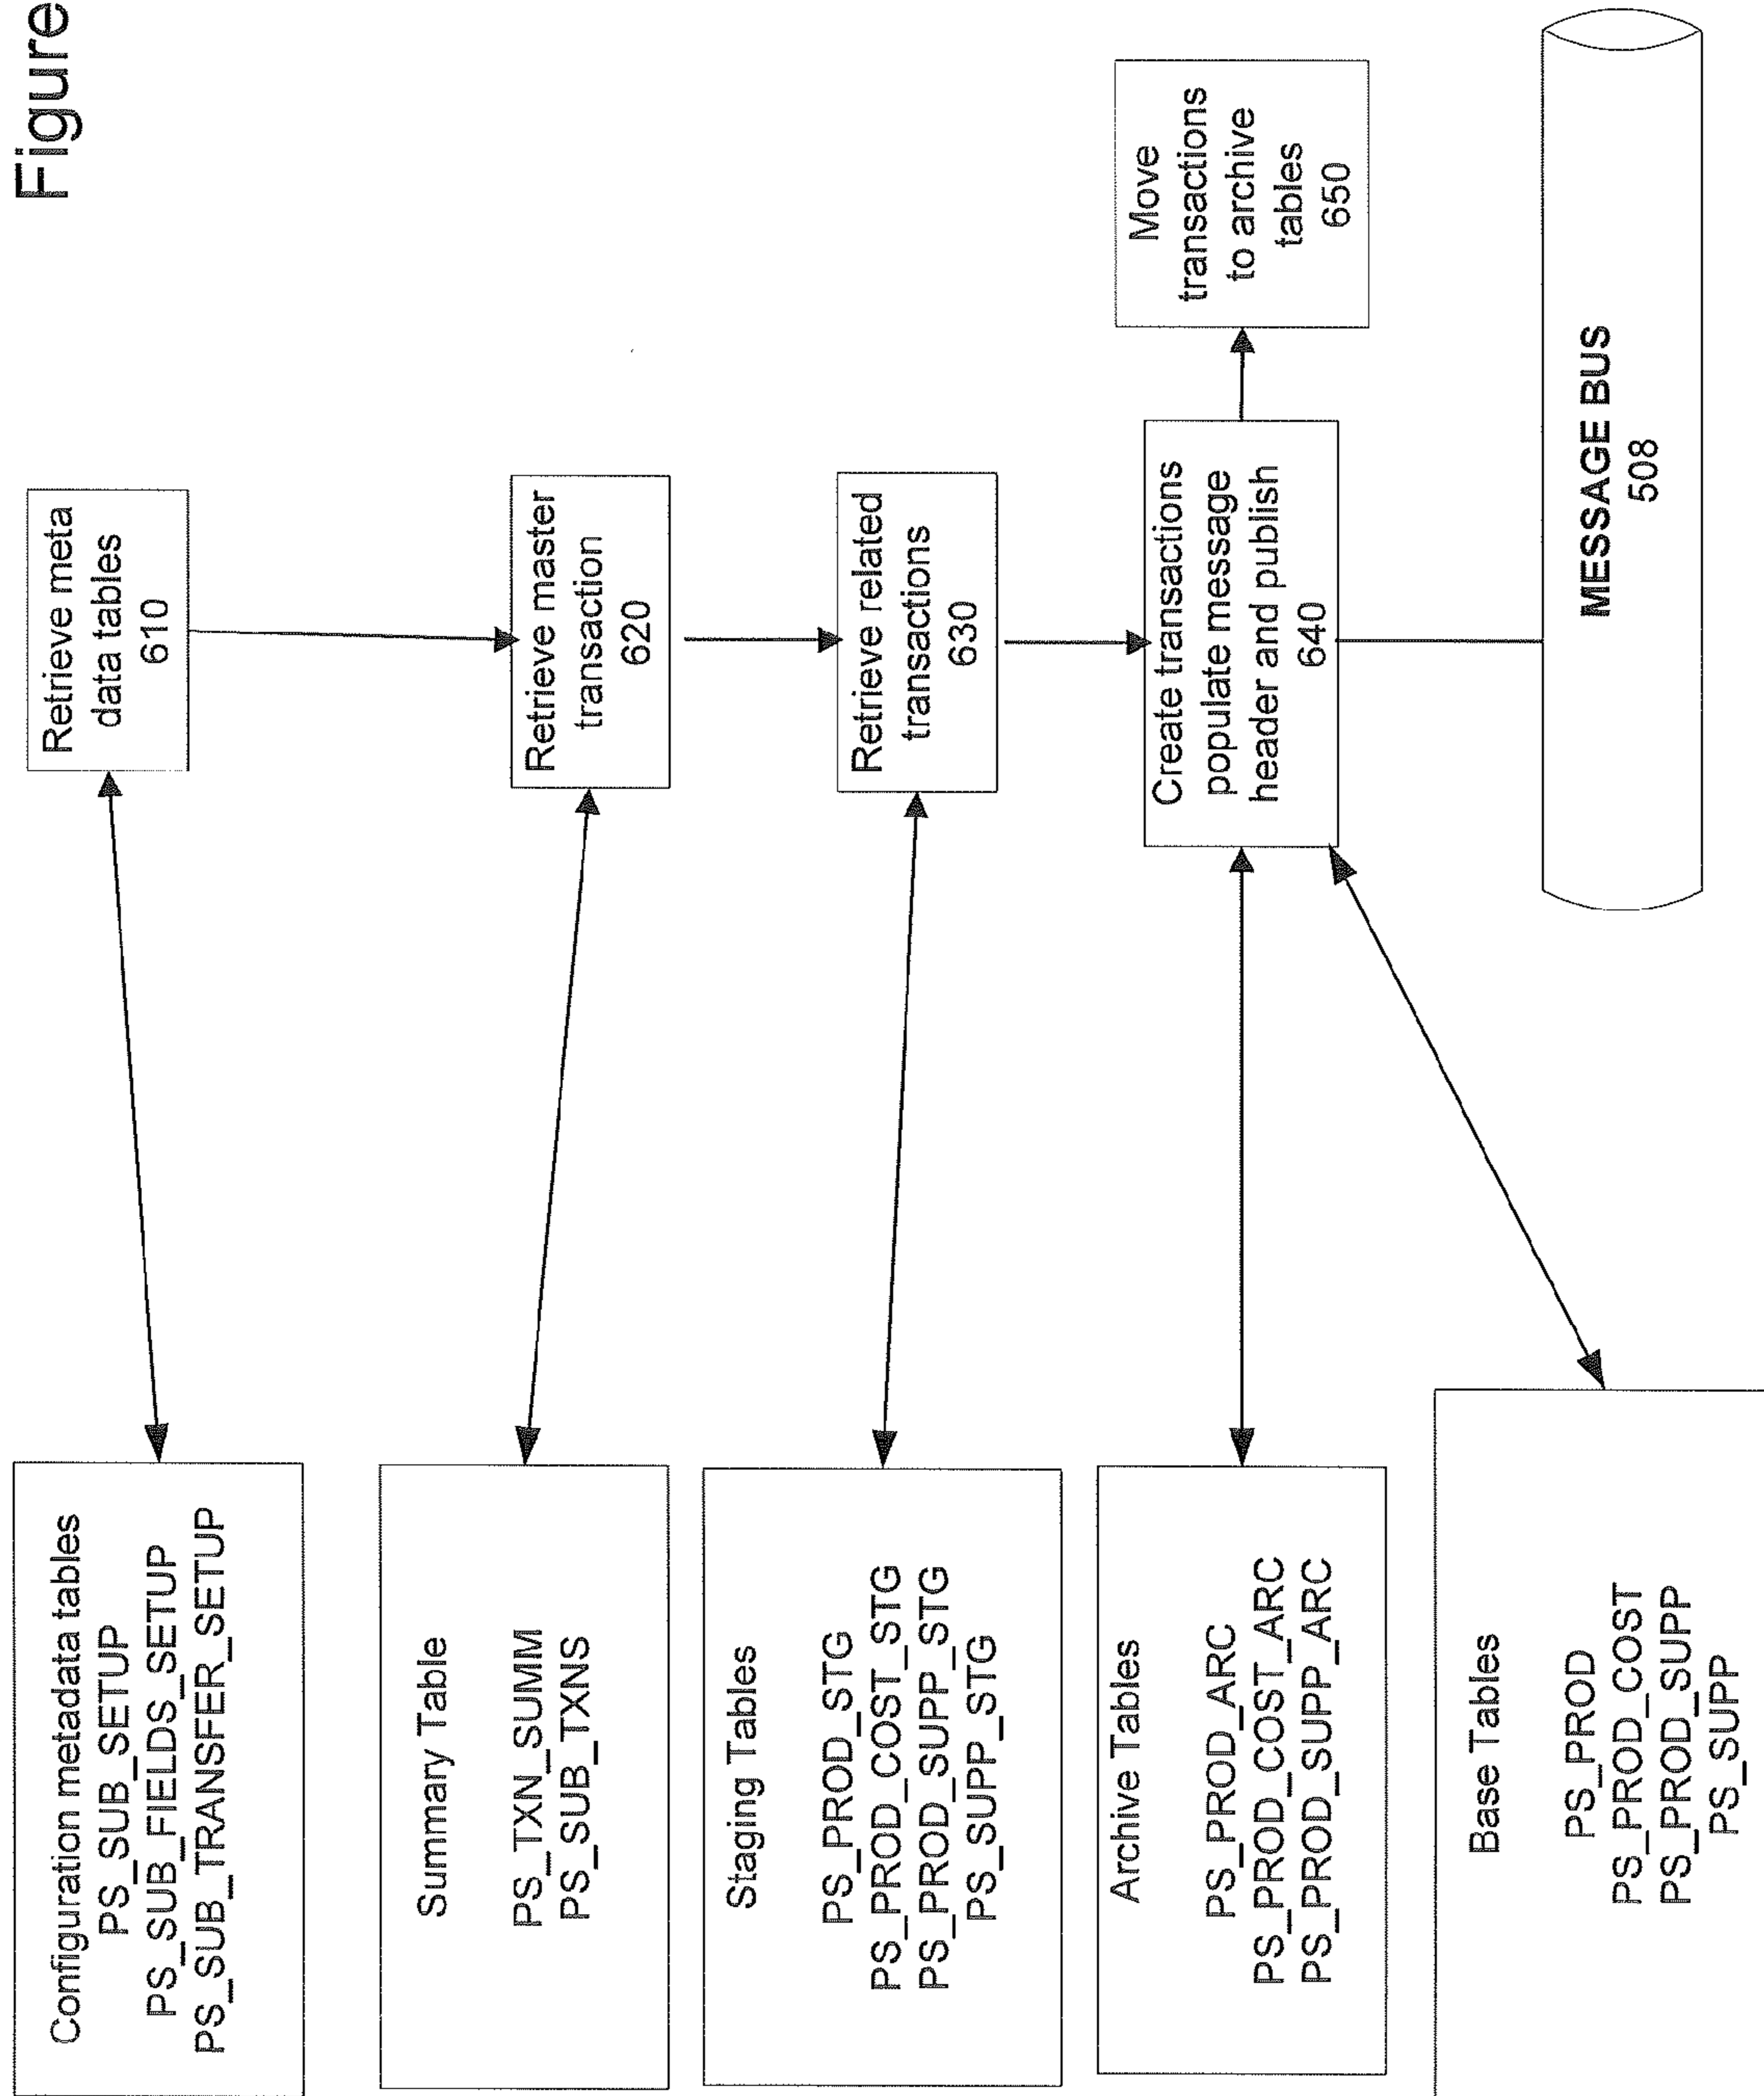 Figure
Configuration metadata tables
PS_SUB_SETUP
PS_SUB_FIELDS_SETUP
PS_SUB_TRANSFER_SETUP
Retrieve meta
data tables
610
Summary Table
PS_TXN_SUMM
PS_SUB_TXNS
Retrieve master
transaction
620
Staging Tables
PS_PROD_STG
PS_PROD_COST_STG
PS_PROD_SUPP_STG
PS_SUPP_STG
Retrieve related
transactions
630
Archive Tables
PS_PROD_ARC
PS_PROD_COST_ARC
PS_PROD_SUPP_ARC
Create transactions
populate message
header and publish
640
Move
transactions
to archive
tables
650
Base Tables
PS_PROD
PS_PROD_COST
PS_PROD_SUPP
PS_SUPP
MESSAGE BUS
508